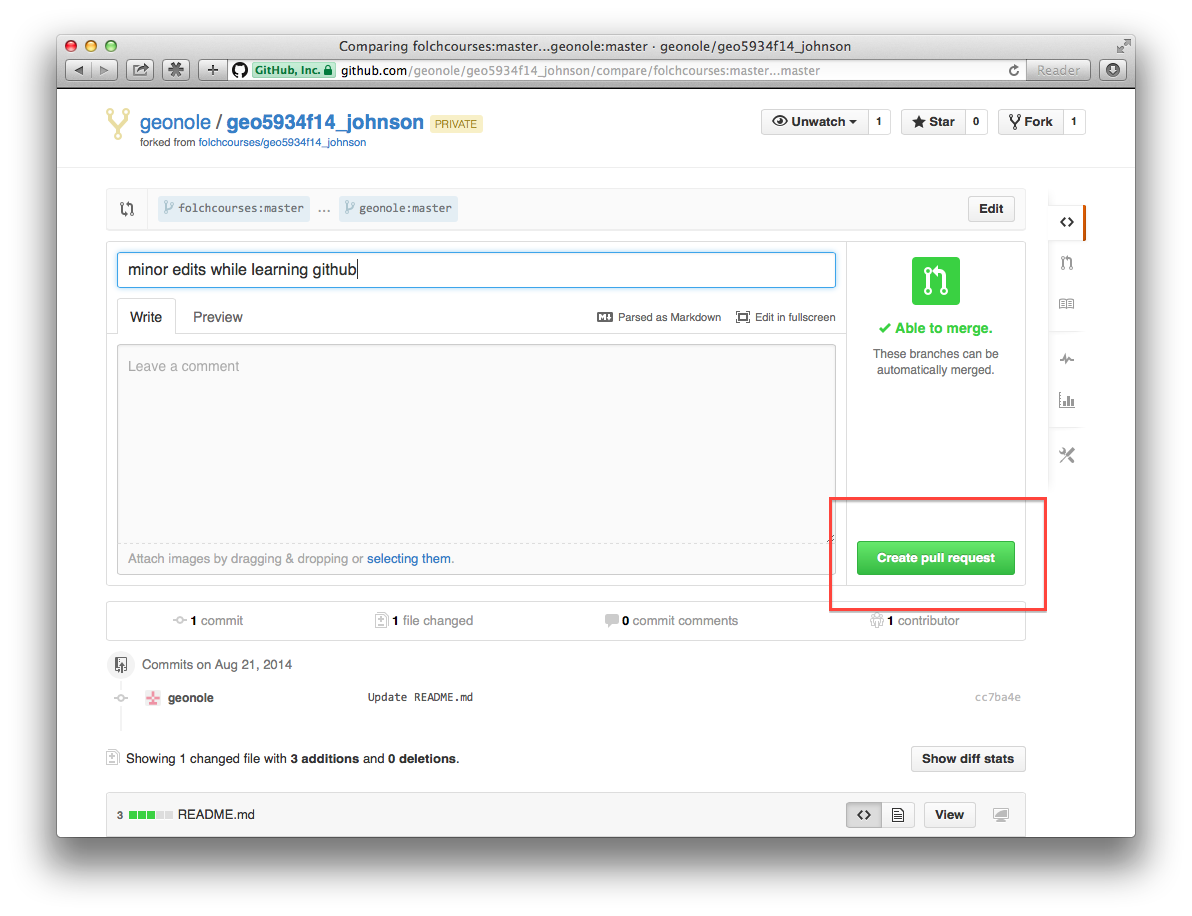 Comparing folchcourses:master...geonole:master · geonole/geo5934f14_johnson
GitHub, Inc. github.com/geonole/geo5934f14_johnson/compare/folchcourses:master...master Reader
geonole / geo5934f14_johnson PRIVATE
Unwatch 1 Star 0 Fork 1
forked from folchcourses/geo5934f14_johnson
folchcourses:master ... geonole:master Edit
minor edits while learning github
Write Preview Parsed as Markdown Edit in fullscreen
Able to merge.
These branches can be
automatically merged.
Leave a comment
Attach images by dragging & dropping or selecting them.
Create pull request
1 commit 1 file changed 0 commit comments 1 contributor
Commits on Aug 21, 2014
geonole Update README.md cc7ba4e
Showing 1 changed file with 3 additions and 0 deletions.
Show diff stats
3 README.md View